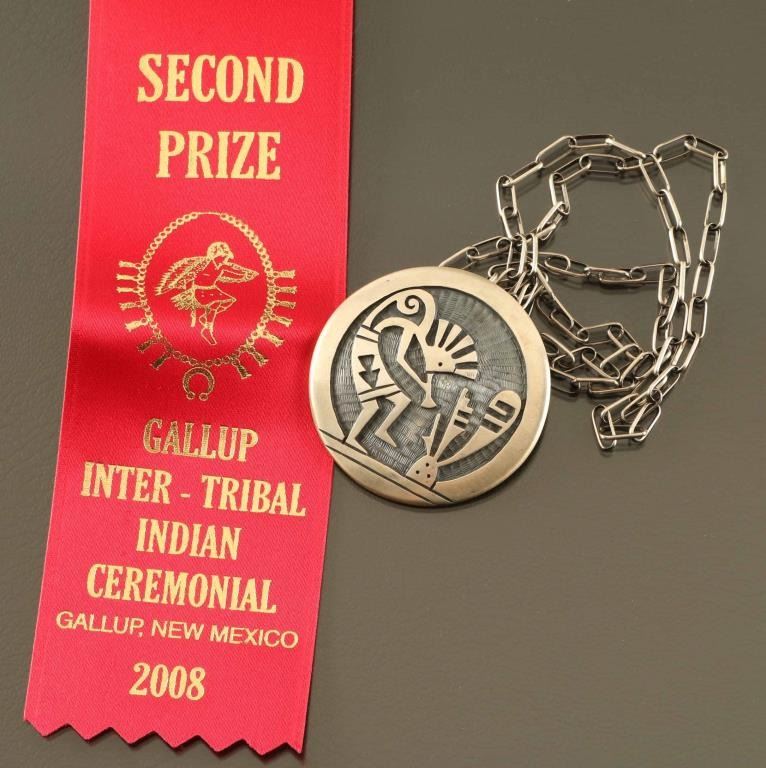 SECOND
PRIZE
GALLUP
INTER - TRIBAL
INDIAN
CEREMONIAL
GALLUP, NEW MEXICO
2008